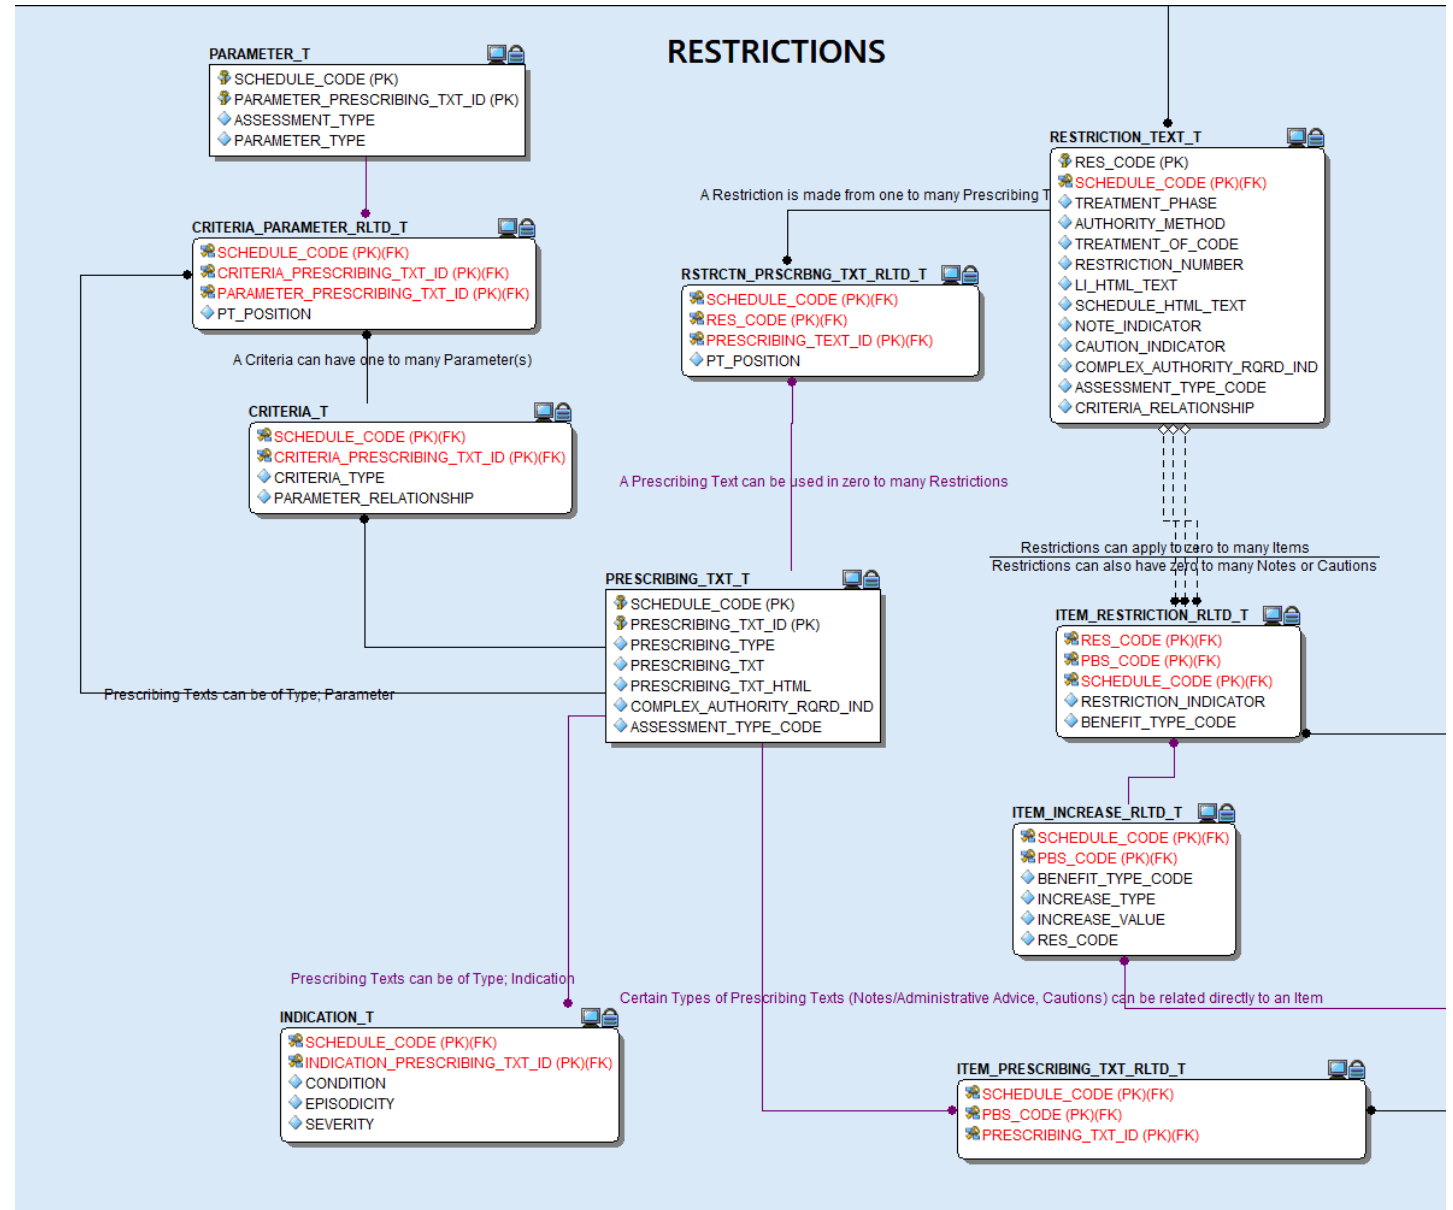 RESTRICTIONS
PARAMETER_T
SCHEDULE_CODE (PK)
PARAMETER_PRESCRIBING_TXT_ID (PK)
ASSESSMENT_TYPE
PARAMETER_TYPE
CRITERIA_PARAMETER_RLTD_T
SCHEDULE_CODE (PK)(FK)
CRITERIA_PRESCRIBING_TXT_ID (PK)(FK)
PARAMETER_PRESCRIBING_TXT_ID (PK)(FK)
PT_POSITION
A Criteria can have one to many Parameter(s)
CRITERIA_T
SCHEDULE_CODE (PK)(FK)
CRITERIA_PRESCRIBING_TXT_ID (PK)(FK)
CRITERIA_TYPE
PARAMETER_RELATIONSHIP
A Restriction is made from one to many Prescribing T
RSTRCTN_PRSCRBNG_TXT_RLTD_T
SCHEDULE_CODE (PK)(FK)
RES_CODE (PK)(FK)
PRESCRIBING_TEXT_ID (PK)(FK)
PT_POSITION
A Prescribing Text can be used in zero to many Restrictions
RESTRICTION_TEXT_T
RES_CODE (PK)
SCHEDULE_CODE (PK)(FK)
TREATMENT_PHASE
AUTHORITY_METHOD
TREATMENT_OF_CODE
RESTRICTION_NUMBER
LI_HTML_TEXT
SCHEDULE_HTML_TEXT
NOTE_INDICATOR
CAUTION_INDICATOR
COMPLEX_AUTHORITY_RQRD_IND
ASSESSMENT_TYPE_CODE
CRITERIA_RELATIONSHIP
Restrictions can apply to zero to many Items
Restrictions can also have zero to many Notes or Cautions
PRESCRIBING_TXT_T
SCHEDULE_CODE (PK)
PRESCRIBING_TXT_ID (PK)
PRESCRIBING_TYPE
PRESCRIBING_TXT
PRESCRIBING_TXT_HTML
COMPLEX_AUTHORITY_RQRD_IND
ASSESSMENT_TYPE_CODE
Prescribing Texts can be of Type; Parameter
ITEM_RESTRICTION_RLTD_T
RES_CODE (PK)(FK)
PBS_CODE (PK)(FK)
SCHEDULE_CODE (PK)(FK)
RESTRICTION_INDICATOR
BENEFIT_TYPE_CODE
ITEM_INCREASE_RLTD_T
SCHEDULE_CODE (PK)(FK)
PBS_CODE (PK)(FK)
BENEFIT_TYPE_CODE
INCREASE_TYPE
INCREASE_VALUE
RES_CODE
Prescribing Texts can be of Type; Indication
Certain Types of Prescribing Texts (Notes/Administrative Advice, Cautions) can be related directly to an Item
INDICATION_T
SCHEDULE_CODE (PK)(FK)
INDICATION_PRESCRIBING_TXT_ID (PK)(FK)
CONDITION
EPISODICITY
SEVERITY
ITEM_PRESCRIBING_TXT_RLTD_T
SCHEDULE_CODE (PK)(FK)
PBS_CODE (PK)(FK)
PRESCRIBING_TXT_ID (PK)(FK)